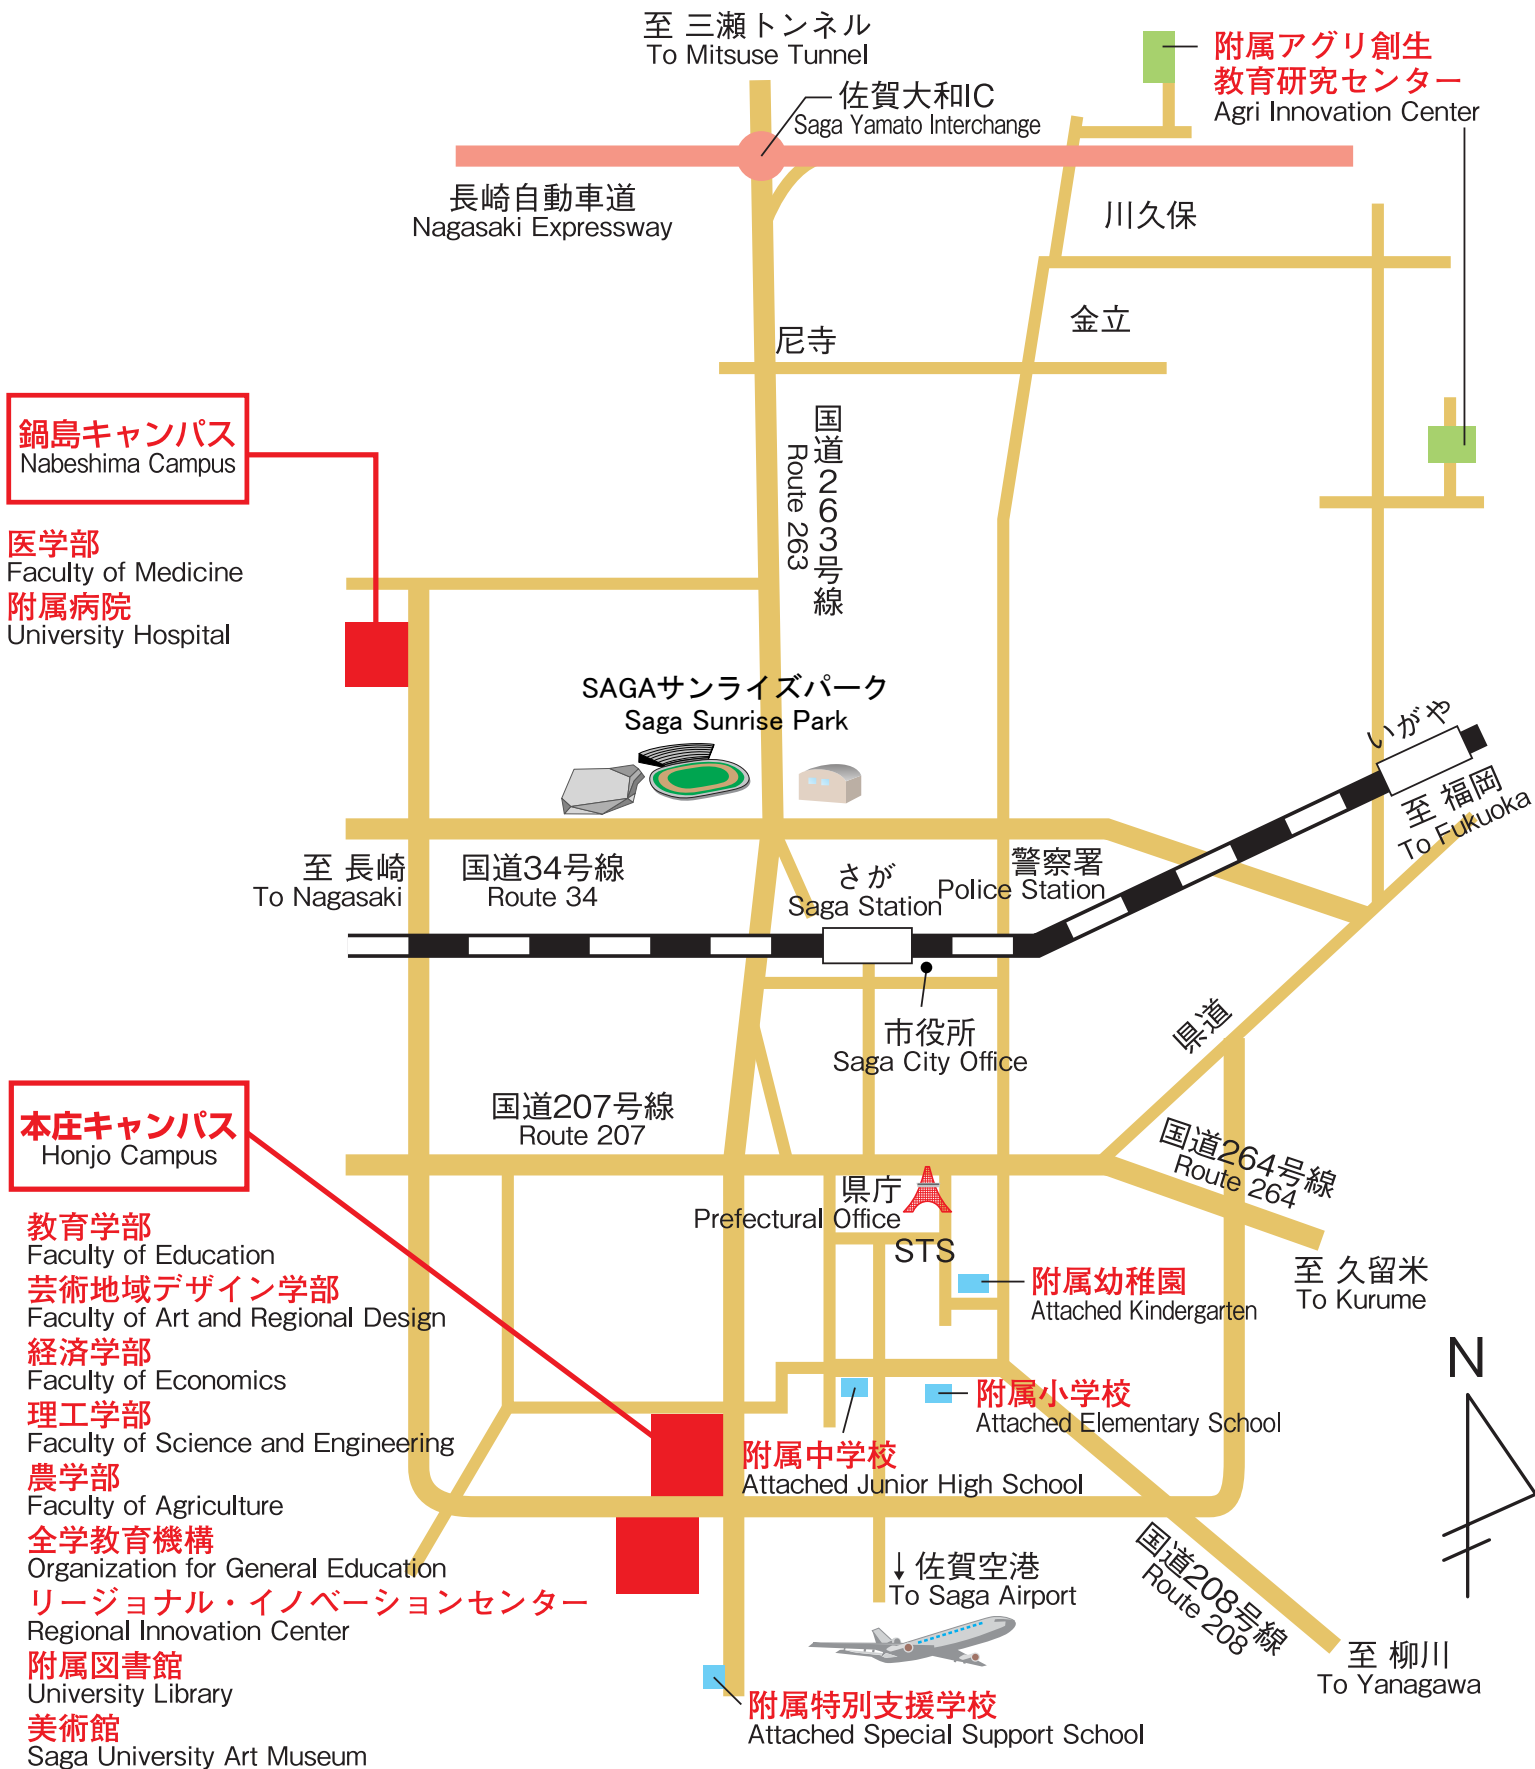 至 三瀬トンネル
To Mitsuse Tunnel
附属アグリ創生
教育研究センター
Agri Innovation Center
佐賀大和IC
Saga Yamato Interchange
長崎自動車道
Nagasaki Expressway
川久保
金立
尼寺
国道263号線
Route 263
鍋島キャンパス
Nabeshima Campus
医学部
Faculty of Medicine
附属病院
University Hospital
SAGAサンライズパーク
Saga Sunrise Park
いがや
至 福岡
To Fukuoka
至 長崎
To Nagasaki
国道34号線
Route 34
さが
Saga Station
警察署
Police Station
市役所
Saga City Office
県道
国道207号線
Route 207
国道264号線
Route 264
県庁
Prefectural Office
STS
至 久留米
To Kurume
附属幼稚園
Attached Kindergarten
本庄キャンパス
Honjo Campus
教育学部
Faculty of Education
芸術地域デザイン学部
Faculty of Art and Regional Design
経済学部
Faculty of Economics
理工学部
Faculty of Science and Engineering
農学部
Faculty of Agriculture
全学教育機構
Organization for General Education
リージョナル・イノベーションセンター
Regional Innovation Center
附属図書館
University Library
美術館
Saga University Art Museum
N
附属小学校
Attached Elementary School
附属中学校
Attached Junior High School
↓佐賀空港
To Saga Airport
国道208号線
Route 208
至 柳川
To Yanagawa
附属特別支援学校
Attached Special Support School